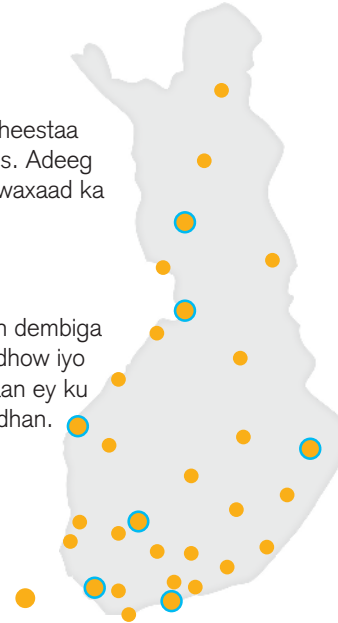 heestaa
s. Adeeg
waxaad ka
dembiga
dhow iyo
an ey ku
dhan.